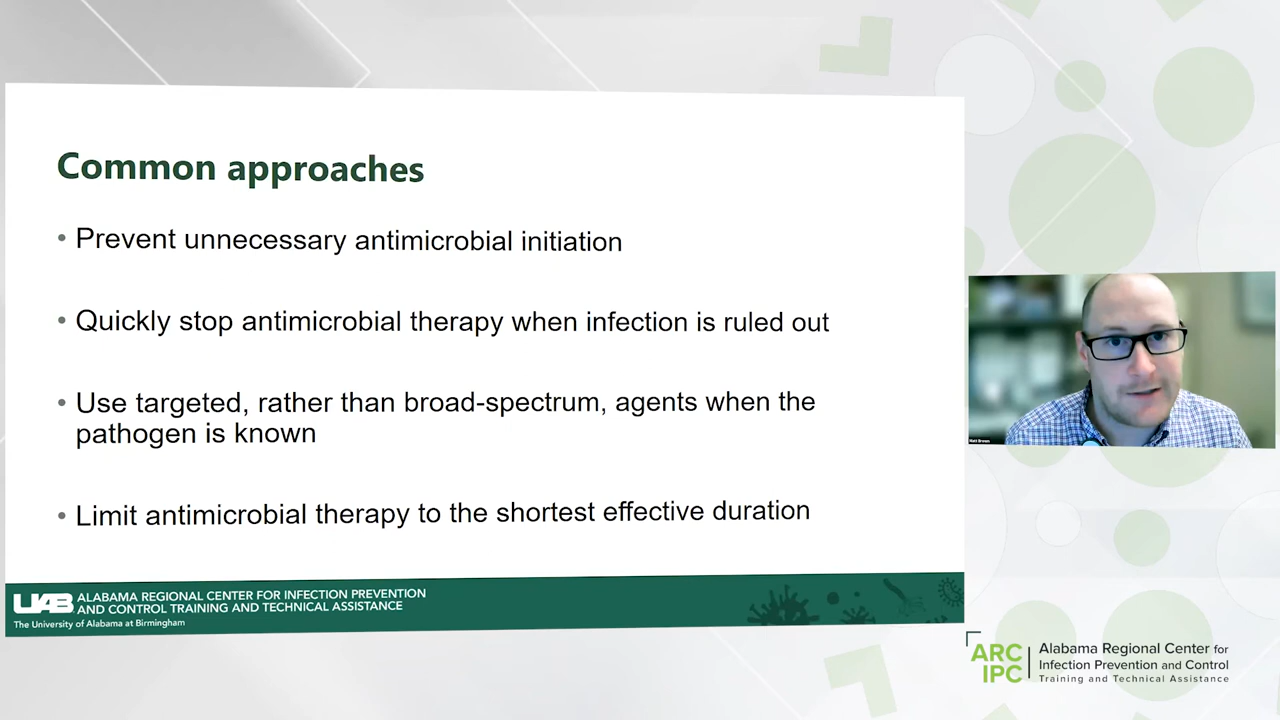 Common approaches
• Prevent unnecessary antimicrobial initiation
• Quickly stop antimicrobial therapy when infection is ruled out
• Use targeted, rather than broad-spectrum, agents when the
pathogen is known
• Limit antimicrobial therapy to the shortest effective duration
UAB ALABAMA REGIONAL CENTER FOR INFECTION PREVENTION
AND CONTROL TRAINING AND TECHNICAL ASSISTANCE
The University of Alabama at Birmingham
Matt Brown
ARC
IPC
Alabama Regional Center for
Infection Prevention and Control
Training and Technical Assistance